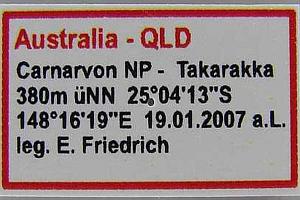 Australia - QLD
Carnarvon NP - Takarakka
380m üNN 25°04'13"S
148°16'19"E 19.01.2007 a.L.
leg. E. Friedrich